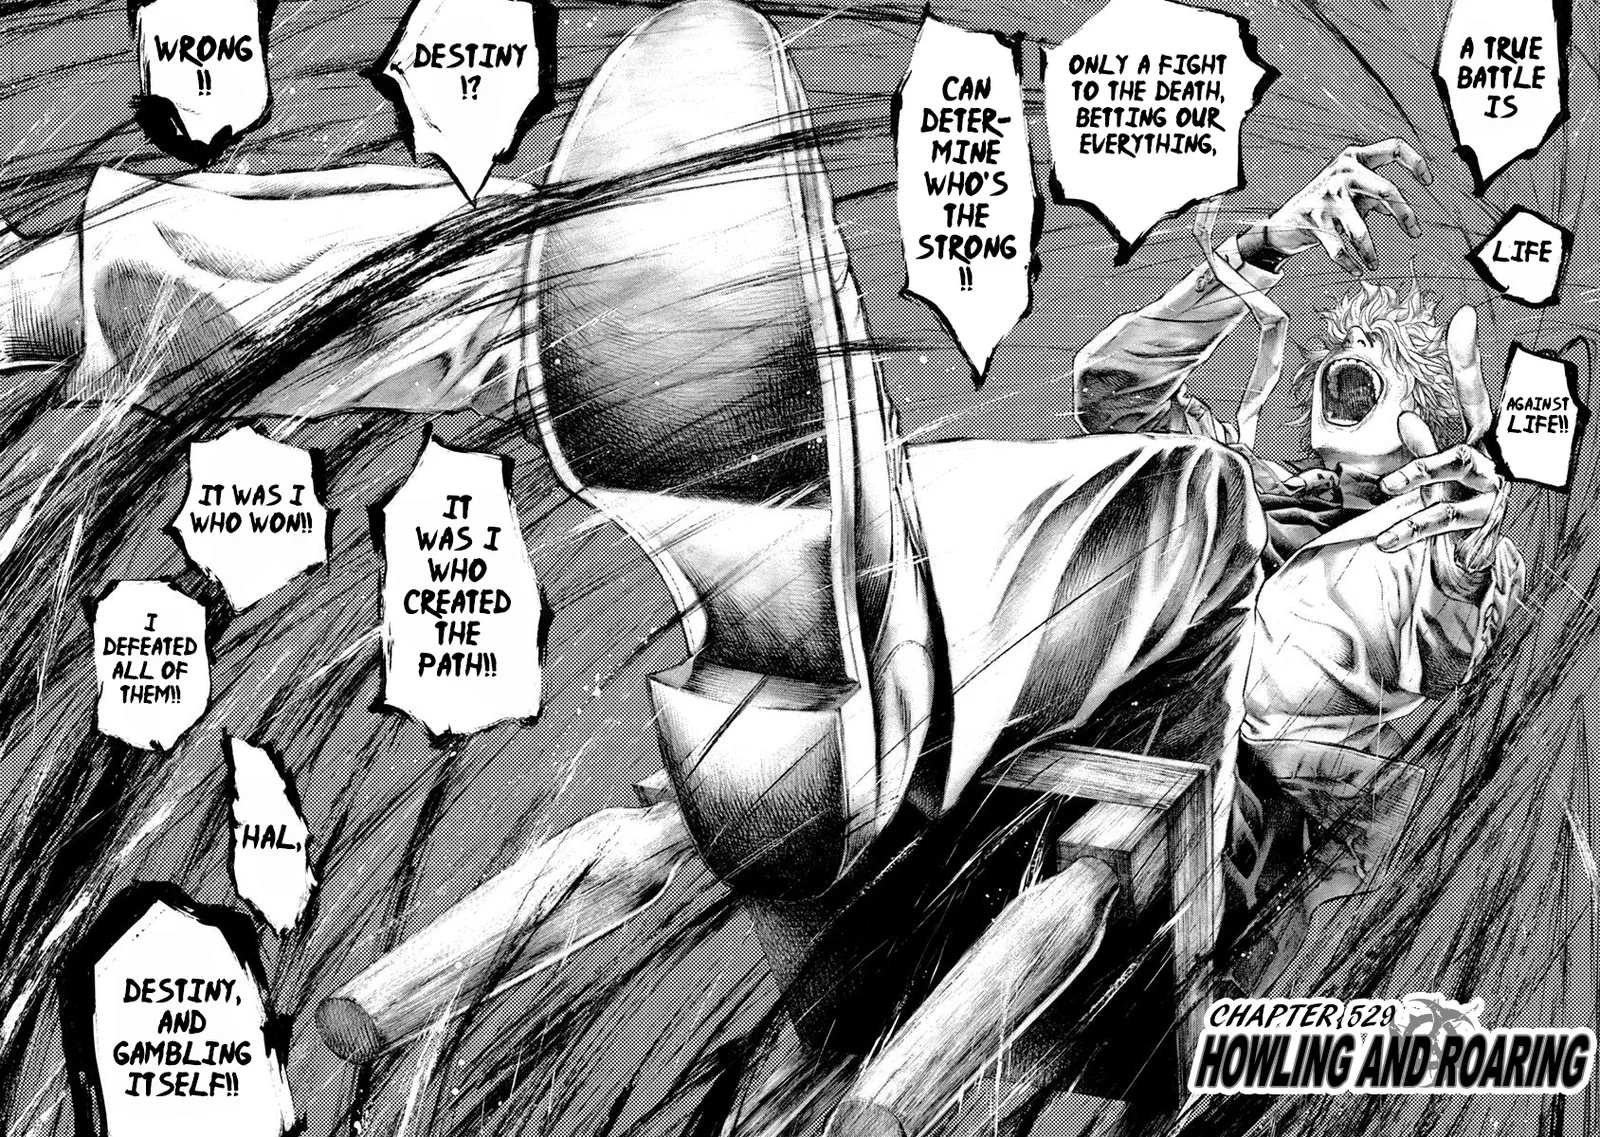 A TRUE
BATTLE
IS
LIFE
AGAINST
LIFE!!
ONLY A FIGHT
TO THE DEATH,
BETTING OUR
EVERYTHING,
CAN
DETER-
MINE
WHO'S
THE
STRONG
!!
DESTINY
!?
WRONG
!!
IT
WAS I
WHO
CREATED
THE
PATH!!
IT WAS I
WHO WON!!
I
DEFEATED
ALL OF
THEM!!
HAL,
DESTINY,
AND
GAMBLING
ITSELF!!
CHAPTER 529
HOWLING AND ROARING